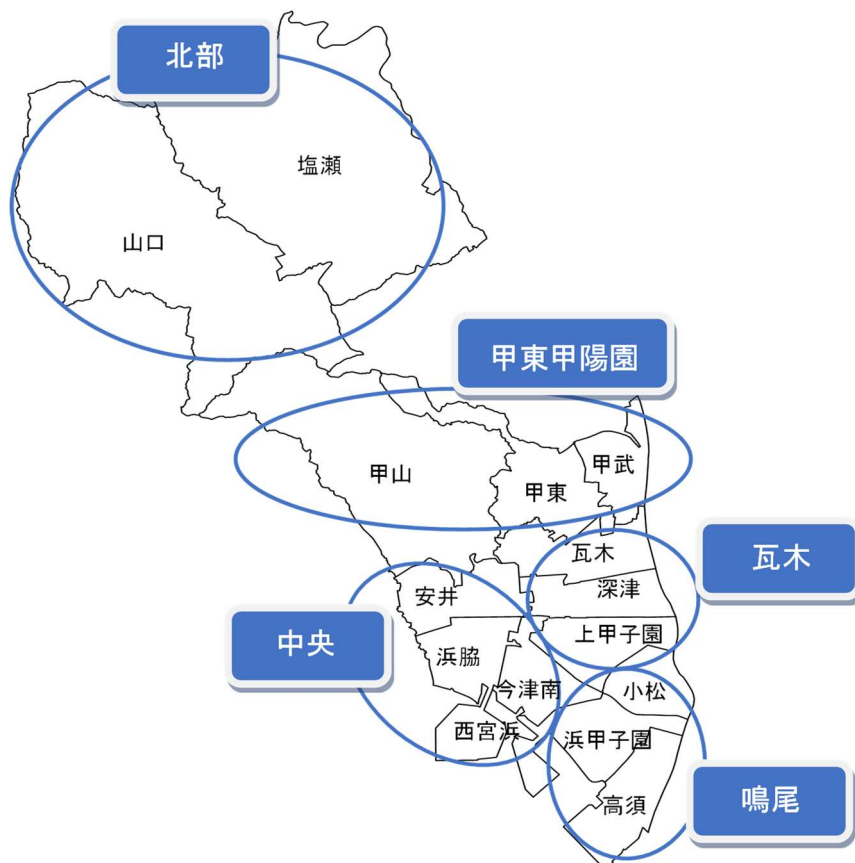 北部
塩瀬
山口
甲東甲陽園
甲山
甲東
甲武
瓦木
瓦木
深津
安井
上甲子園
中央
浜脇
今津南
小松
西宮浜
浜甲子園
鳴尾
高須